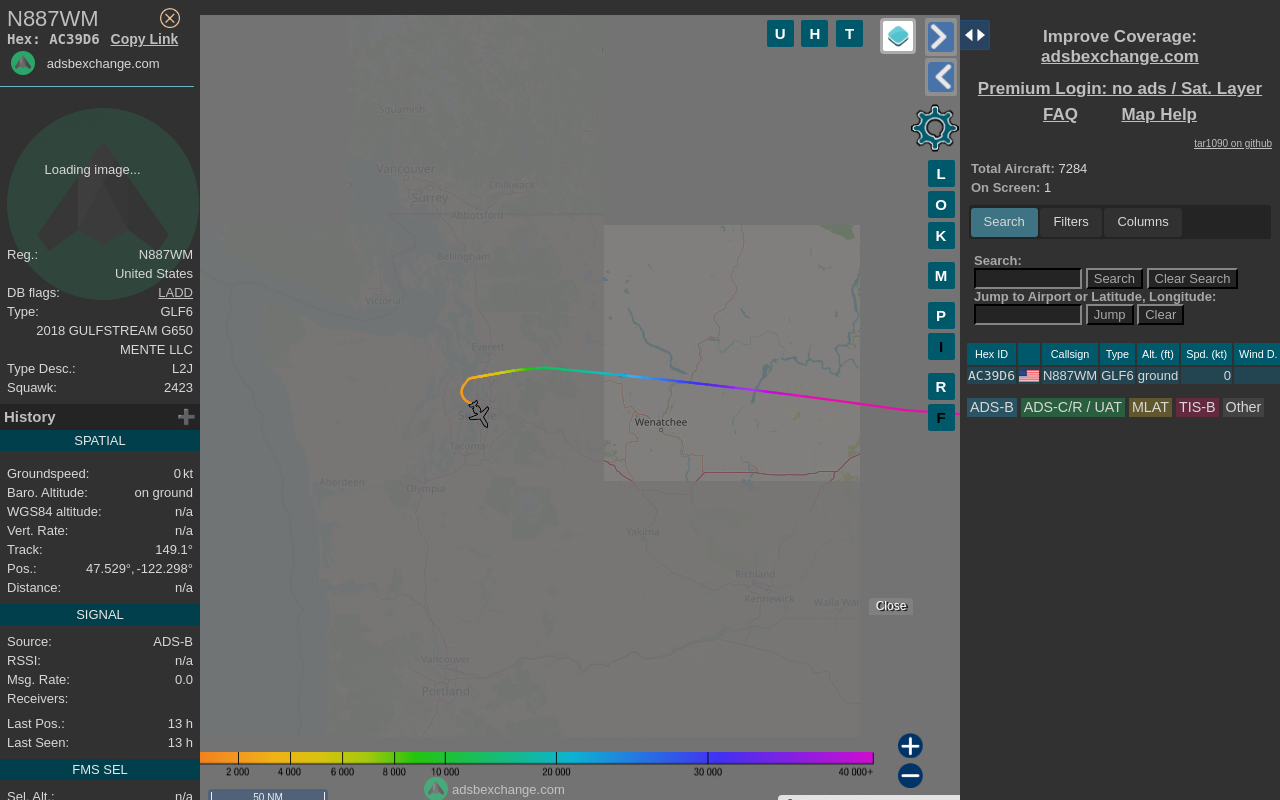 N887WM
Hex: AC39D6 Copy Link
adsbexchange.com
Loading image...
Reg.: N887WM
United States
DB flags: LADD
Type: GLF6
2018 GULFSTREAM G650
MENTE LLC
Type Desc.: L2J
Squawk: 2423
History
SPATIAL
Groundspeed: 0 kt
Baro. Altitude: on ground
WGS84 altitude: n/a
Vert. Rate: n/a
Track: 149.1°
Pos.: 47.529°, -122.298°
Distance: n/a
SIGNAL
Source: ADS-B
RSSI: n/a
Msg. Rate: 0.0
Receivers:
Last Pos.: 13 h
Last Seen: 13 h
FMS SEL
Sel. Alt.: n/a
U H T
L
O
K
M
P
I
R
F
Squamish
Vancouver
Chilliwack
Surrey
Abbotsford
Bellingham
Victoria
Everett
Wenatchee
Tacoma
Aberdeen
Olympia
Yakima
Richland
Kennewick
Walla Wa
Vancouver
Portland
Close
2 000 4 000 6 000 8 000 10 000 20 000 30 000 40 000+
adsbexchange.com
50 NM
Improve Coverage:
adsbexchange.com
Premium Login: no ads / Sat. Layer
FAQ Map Help
tar1090 on github
Total Aircraft: 7284
On Screen: 1
Search Filters Columns
Search:
Search Clear Search
Jump to Airport or Latitude, Longitude:
Jump Clear
Hex ID Callsign Type Alt. (ft) Spd. (kt) Wind D.
AC39D6 N887WM GLF6 ground 0
ADS-B ADS-C/R / UAT MLAT TIS-B Other